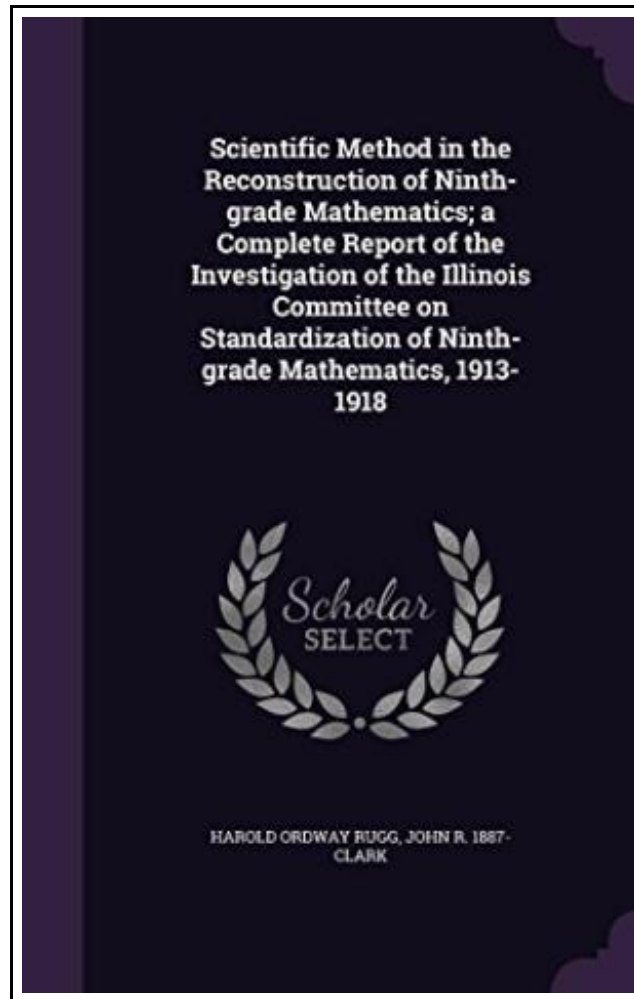 Scientific Method in the
Reconstruction of Ninth-
grade Mathematics; a
Complete Report of the
Investigation of the Illinois
Committee on
Standardization of Ninth-
grade Mathematics, 1913-
1918
Scholar
SELECT
HAROLD ORDWAY RUGG, JOHN R. 1887-
CLARK